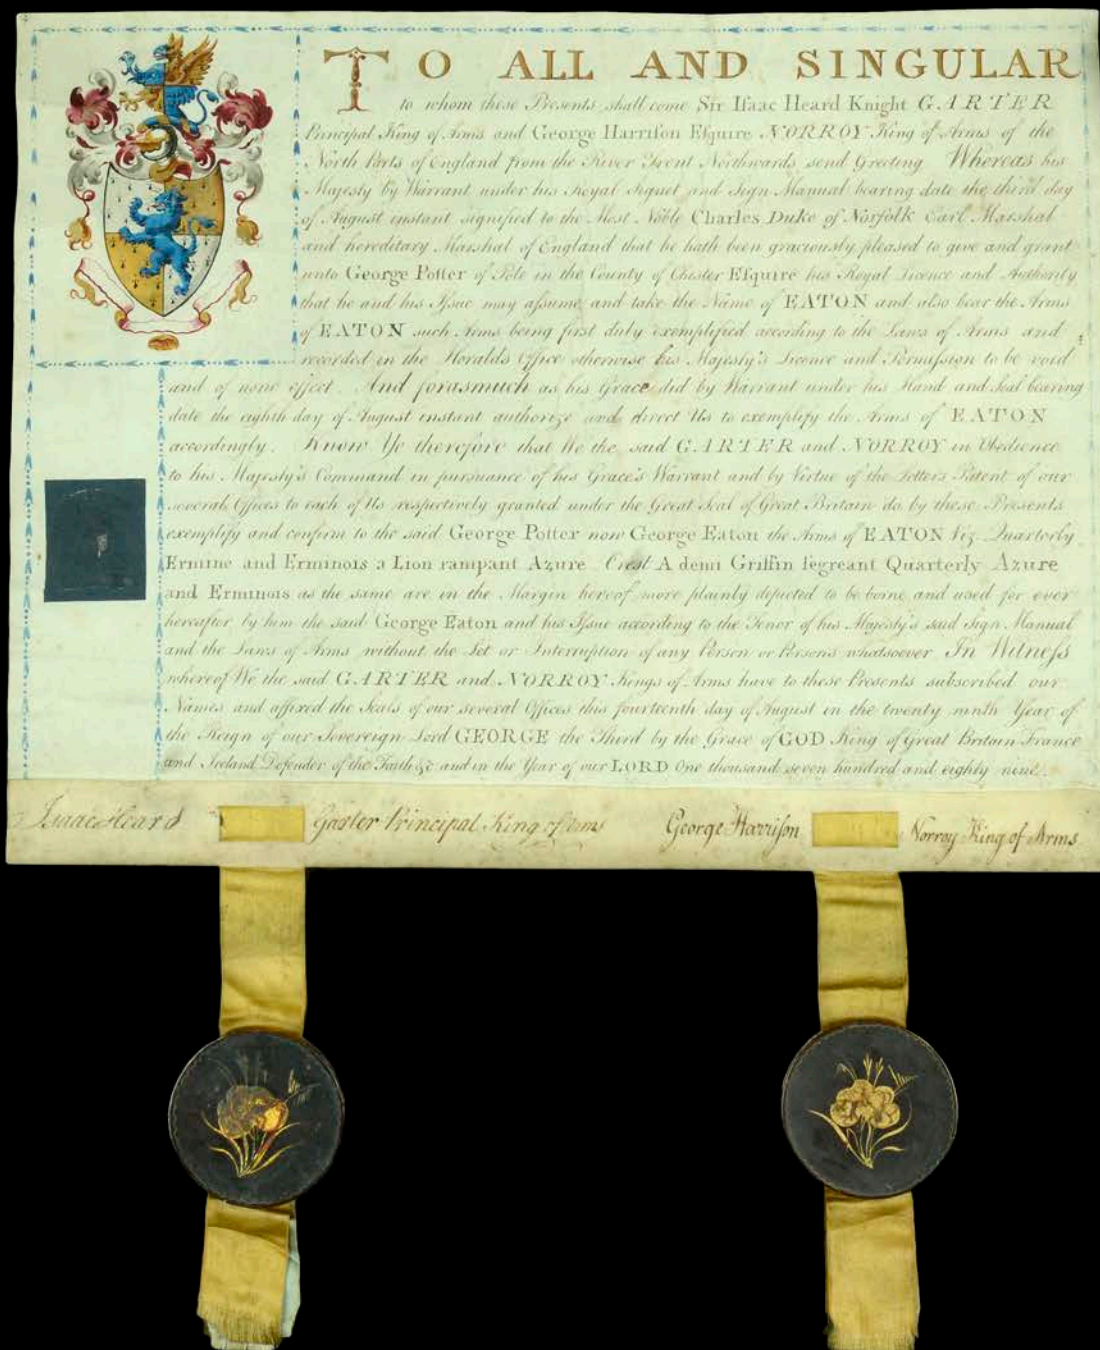 TO ALL AND SINGULAR
to whom these Presents shall come Sir Iſaac Heard Knight GARTER
Principal King of Arms and George Harriſon Eſquire NORROY King of Arms of the
North Parts of England from the River Trent Northwards send Greeting Whereas his
Majesty by Warrant under his Royal Signet and Sign Manual bearing date the third day
of August instant signified to the Most Noble Charles Duke of Norfolk Earl Marshal
and hereditary Marshal of England that he hath been graciously pleased to give and grant
unto George Potter of Pole in the County of Chester Eſquire his Royal Licence and Authority
that he and his Iſsue may aſsume and take the Name of EATON and also bear the Arms
of EATON such Arms being first duly exemplified according to the Laws of Arms and
recorded in the Heralds Office otherwise his Majesty's Licence and Permiſsion to be void
and of none effect. And forasmuch as his Grace did by Warrant under his Hand and Seal bearing
date the eighth day of August instant authorize and direct Us to exemplify the Arms of EATON
accordingly. Know Ye therefore that We the said GARTER and NORROY in Obedience
to his Majesty's Command in pursuance of his Grace's Warrant and by Virtue of the Letters Patent of our
several Offices to each of Us respectively granted under the Great Seal of Great Britain do by these Presents
exemplify and confirm to the said George Potter now George Eaton the Arms of EATON Viz. Quarterly
Ermine and Erminois a Lion rampant Azure Crest A demi Griffin ſegreant Quarterly Azure
and Erminois as the same are in the Margin hereof more plainly depicted to be borne and used for ever
hereafter by him the said George Eaton and his Iſsue according to the Tenor of his Majesty's said Sign Manual
and the Laws of Arms without the Let or Interruption of any Person or Persons whatsoever In Witneſs
whereof We the said GARTER and NORROY Kings of Arms have to these Presents subscribed our
Names and affixed the Seals of our several Offices this fourteenth day of August in the twenty ninth Year of
the Reign of our Sovereign Lord GEORGE the Third by the Grace of GOD King of Great Britain France
and Ireland Defender of the Faith &c and in the Year of our LORD One thousand seven hundred and eighty nine.
Isaac Heard Garter Principal King of Arms George Harriſon Norroy King of Arms